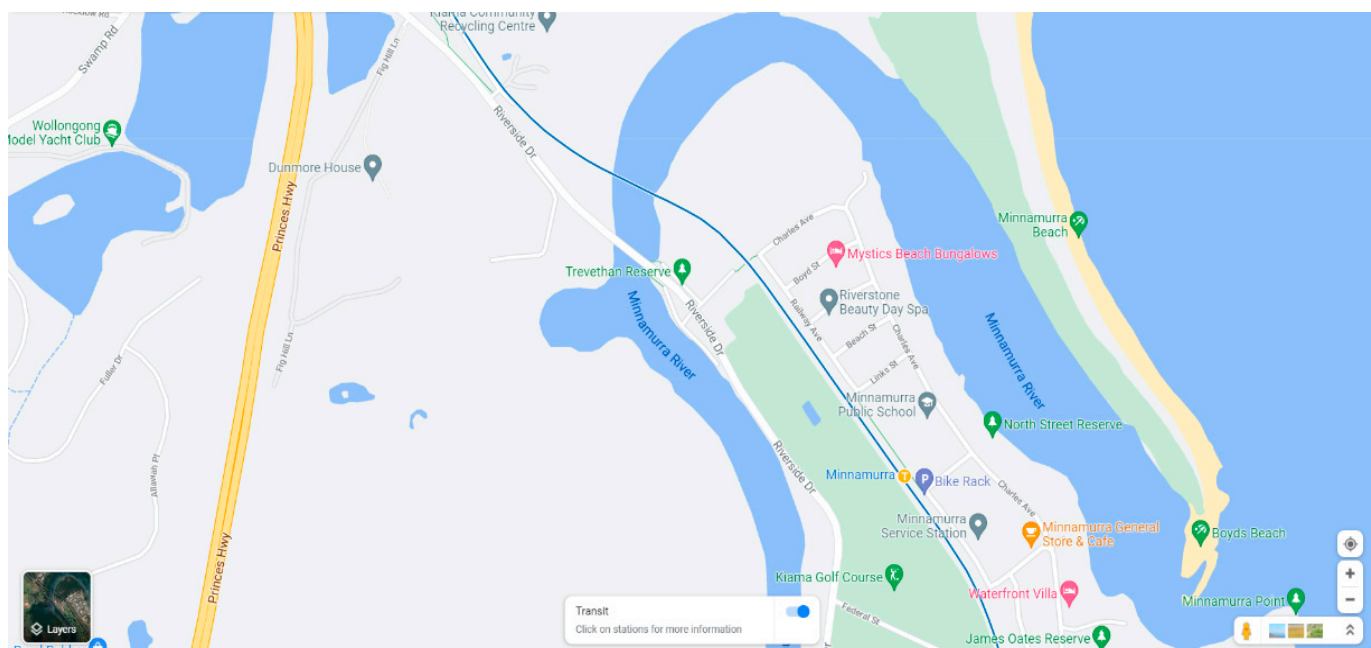 Kiama Community
Recycling Centre
Swamp Rd
Fig Hill Ln
Wollongong
Model Yacht Club
Dunmore House
Princes Hwy
Riverside Dr
Minnamurra
Beach
Charles Ave
Mystics Beach Bungalows
Boyd St
Trevethan Reserve
Riverstone
Beauty Day Spa
Minnamurra River
Riverside Dr
Railway Ave
Beach St
Charles Ave
Minnamurra River
Fuller Dr
Fig Hill Ln
Links St
Minnamurra
Public School
North Street Reserve
Riverside Dr
Allawah Pl
Minnamurra
T
P
Bike Rack
Charles Ave
Minnamurra
Service Station
Minnamurra General
Store & Cafe
Boyds Beach
Princes Hwy
Kiama Golf Course
Waterfront Villa
Minnamurra Point
Federal St
James Oates Reserve
Layers
Transit
Click on stations for more information